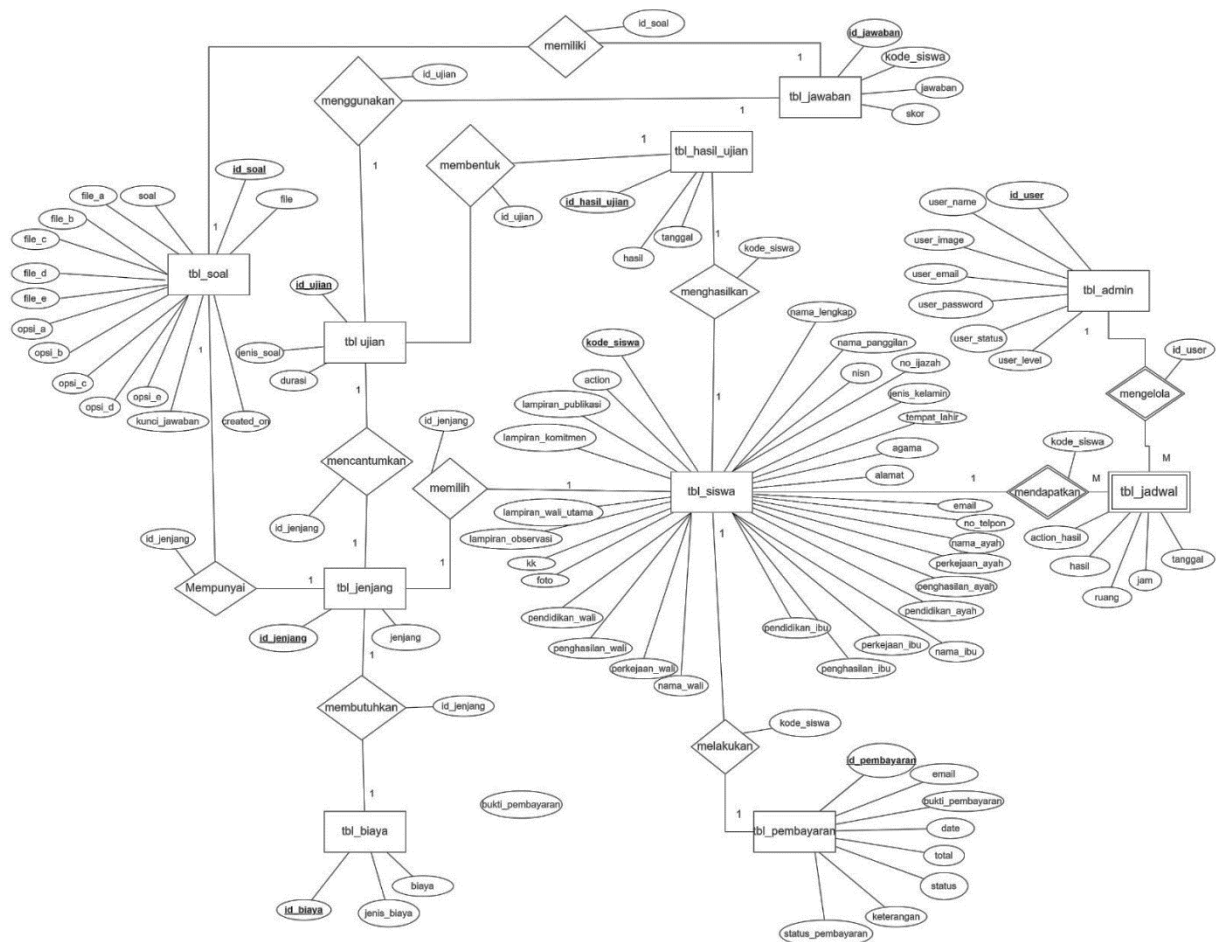 id_soal
memiliki
id_jawaban
kode_siswa
jawaban
skor
tbl_jawaban
1
1
id_ujian
menggunakan
1
1
tbl_hasil_ujian
membentuk
id_ujian
id_hasil_ujian
hasil
tanggal
1
kode_siswa
menghasilkan
1
id_soal
soal
file
file_a
file_b
file_c
file_d
file_e
opsi_a
opsi_b
opsi_c
opsi_d
opsi_e
kunci_jawaban
created_on
1
tbl_soal
1
id_ujian
tbl ujian
jenis_soal
durasi
1
mencantumkan
id_jenjang
1
id_jenjang
memilih
1
1
id_jenjang
Mempunyai
1
tbl_jenjang
id_jenjang
jenjang
1
membutuhkan
id_jenjang
1
tbl_biaya
id_biaya
jenis_biaya
biaya
bukti_pembayaran
id_user
user_name
user_image
user_email
user_password
user_status
user_level
tbl_admin
1
id_user
mengelola
M
kode_siswa
1
mendapatkan
M
tbl_jadwal
action_hasil
hasil
ruang
jam
tanggal
tbl_siswa
kode_siswa
action
lampiran_publikasi
lampiran_komitmen
lampiran_wali_utama
lampiran_observasi
kk
foto
pendidikan_wali
penghasilan_wali
perkejaan_wali
nama_wali
nama_lengkap
nama_panggilan
no_ijazah
nisn
jenis_kelamin
tempat_lahir
agama
alamat
email
no_telpon
nama_ayah
perkejaan_ayah
penghasilan_ayah
pendidikan_ayah
nama_ibu
perkejaan_ibu
penghasilan_ibu
pendidikan_ibu
1
kode_siswa
melakukan
1
tbl_pembayaran
id_pembayaran
email
bukti_pembayaran
date
total
status
keterangan
status_pembayaran